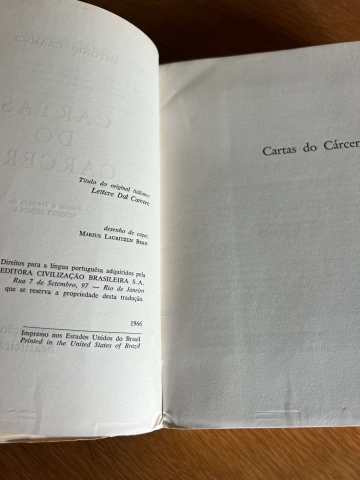 Título do original italiano:
Lettere Dal Carcere
desenho de capa:
MARIUS LAURITZEN BERN
Direitos para a língua portuguêsa adquiridos pela
EDITORA CIVILIZAÇÃO BRASILEIRA S.A.
Rua 7 de Setembro, 97 — Rio de Janeiro
que se reserva a propriedade desta tradução.
1966
Impresso nos Estados Unidos do Brasil
Printed in the United States of Brazil
Cartas do Cárcer